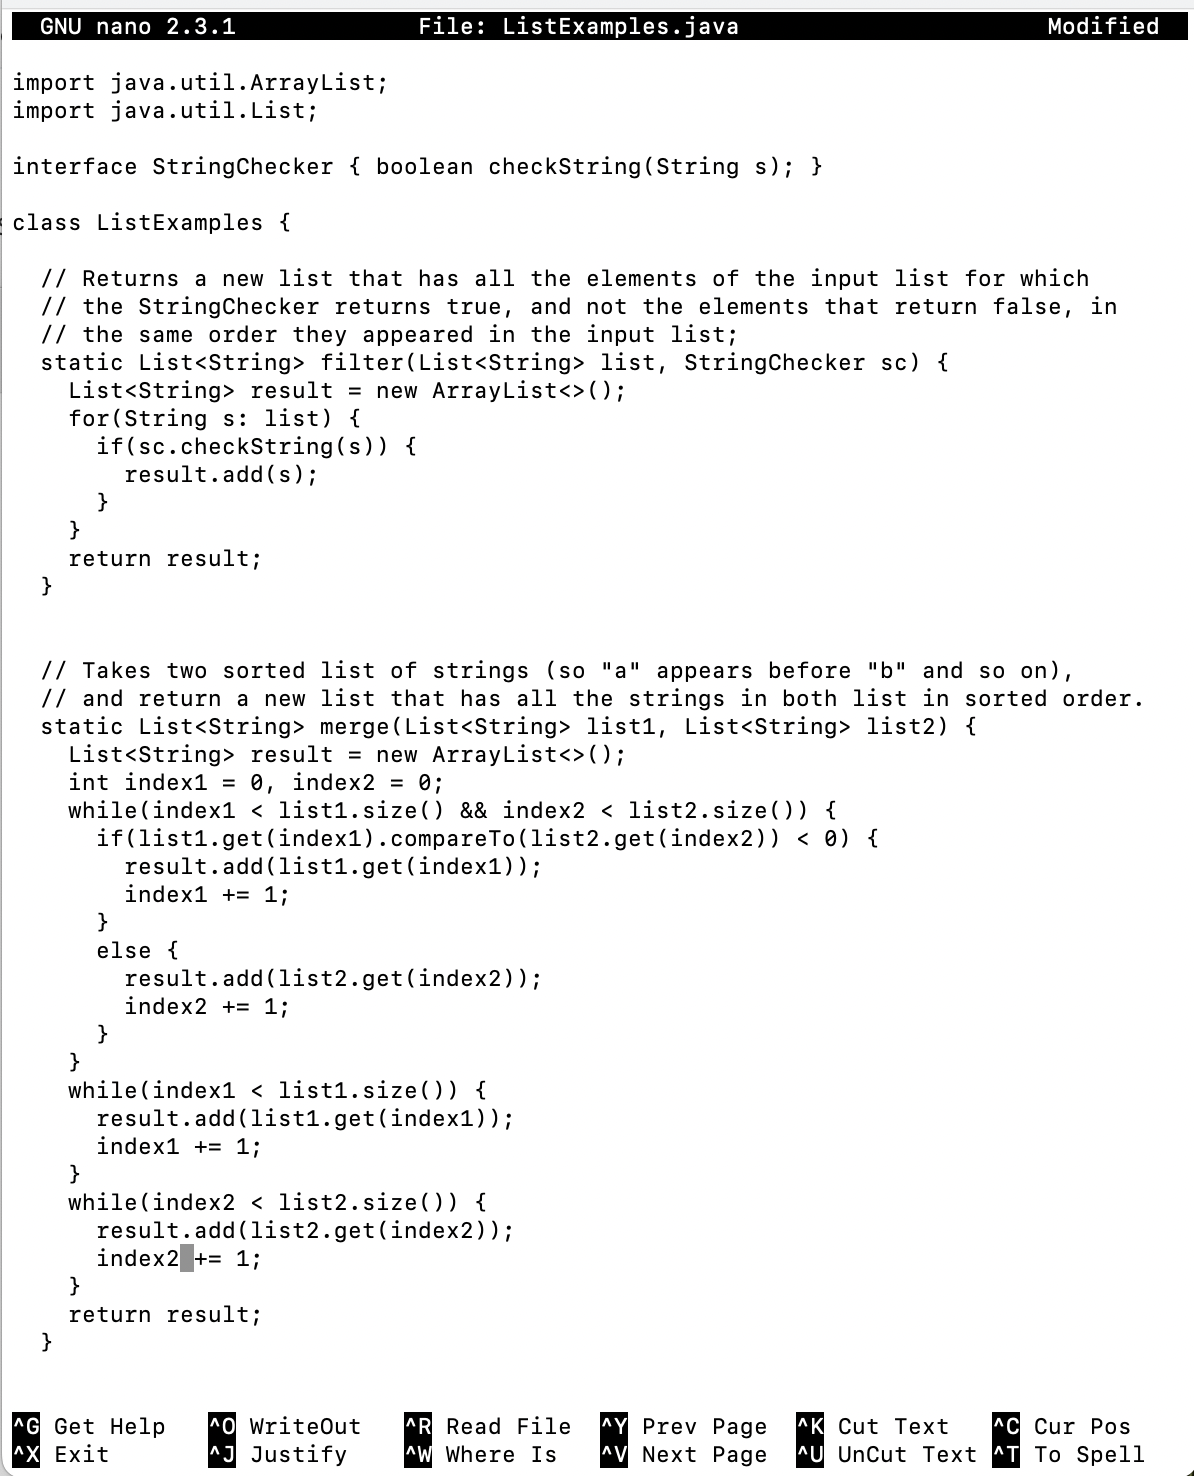 GNU nano 2.3.1 File: ListExamples.java Modified
import java.util.ArrayList;
import java.util.List;
interface StringChecker { boolean checkString(String s); }
class ListExamples {
  // Returns a new list that has all the elements of the input list for which
  // the StringChecker returns true, and not the elements that return false, in
  // the same order they appeared in the input list;
  static List<String> filter(List<String> list, StringChecker sc) {
    List<String> result = new ArrayList<>();
    for(String s: list) {
      if(sc.checkString(s)) {
        result.add(s);
      }
    }
    return result;
  }
  // Takes two sorted list of strings (so "a" appears before "b" and so on),
  // and return a new list that has all the strings in both list in sorted order.
  static List<String> merge(List<String> list1, List<String> list2) {
    List<String> result = new ArrayList<>();
    int index1 = 0, index2 = 0;
    while(index1 < list1.size() && index2 < list2.size()) {
      if(list1.get(index1).compareTo(list2.get(index2)) < 0) {
        result.add(list1.get(index1));
        index1 += 1;
      }
      else {
        result.add(list2.get(index2));
        index2 += 1;
      }
    }
    while(index1 < list1.size()) {
      result.add(list1.get(index1));
      index1 += 1;
    }
    while(index2 < list2.size()) {
      result.add(list2.get(index2));
      index2 += 1;
    }
    return result;
  }
^G Get Help ^O WriteOut ^R Read File ^Y Prev Page ^K Cut Text ^C Cur Pos
^X Exit ^J Justify ^W Where Is ^V Next Page ^U UnCut Text ^T To Spell